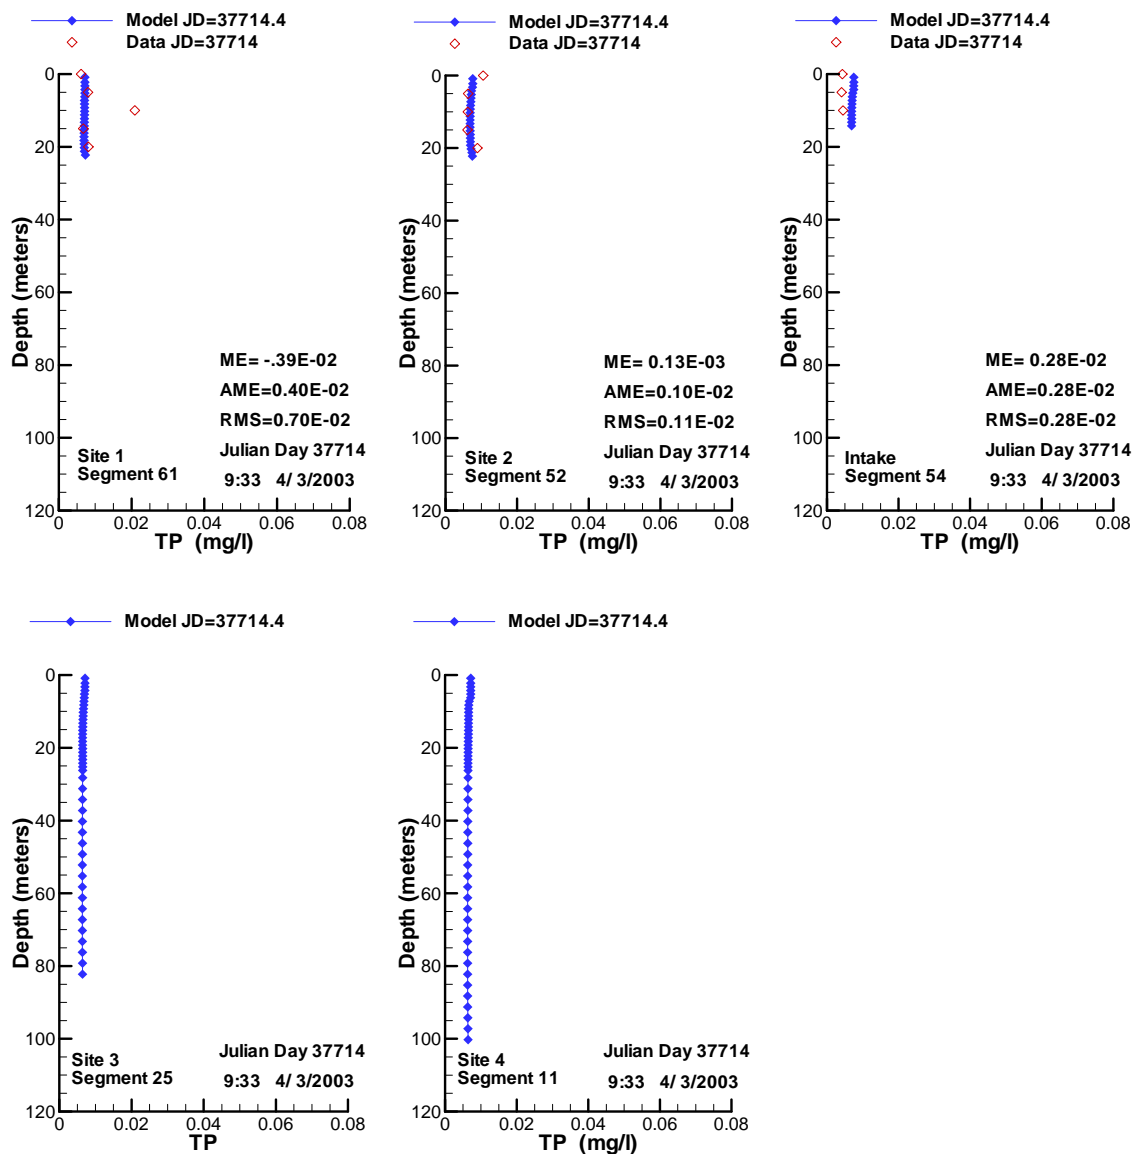 Model JD=37714.4
Data JD=37714
0
20
40
60
80
100
120
Depth (meters)
ME= -.39E-02
AME=0.40E-02
RMS=0.70E-02
Julian Day 37714
9:33 4/ 3/2003
Site 1
Segment 61
0 0.02 0.04 0.06 0.08
TP (mg/l)
Model JD=37714.4
Data JD=37714
0
20
40
60
80
100
120
Depth (meters)
ME= 0.13E-03
AME=0.10E-02
RMS=0.11E-02
Julian Day 37714
9:33 4/ 3/2003
Site 2
Segment 52
0 0.02 0.04 0.06 0.08
TP (mg/l)
Model JD=37714.4
Data JD=37714
0
20
40
60
80
100
120
Depth (meters)
ME= 0.28E-02
AME=0.28E-02
RMS=0.28E-02
Julian Day 37714
9:33 4/ 3/2003
Intake
Segment 54
0 0.02 0.04 0.06 0.08
TP (mg/l)
Model JD=37714.4
0
20
40
60
80
100
120
Depth (meters)
Julian Day 37714
9:33 4/ 3/2003
Site 3
Segment 25
0 0.02 0.04 0.06 0.08
TP
Model JD=37714.4
0
20
40
60
80
100
120
Depth (meters)
Julian Day 37714
9:33 4/ 3/2003
Site 4
Segment 11
0 0.02 0.04 0.06 0.08
TP (mg/l)